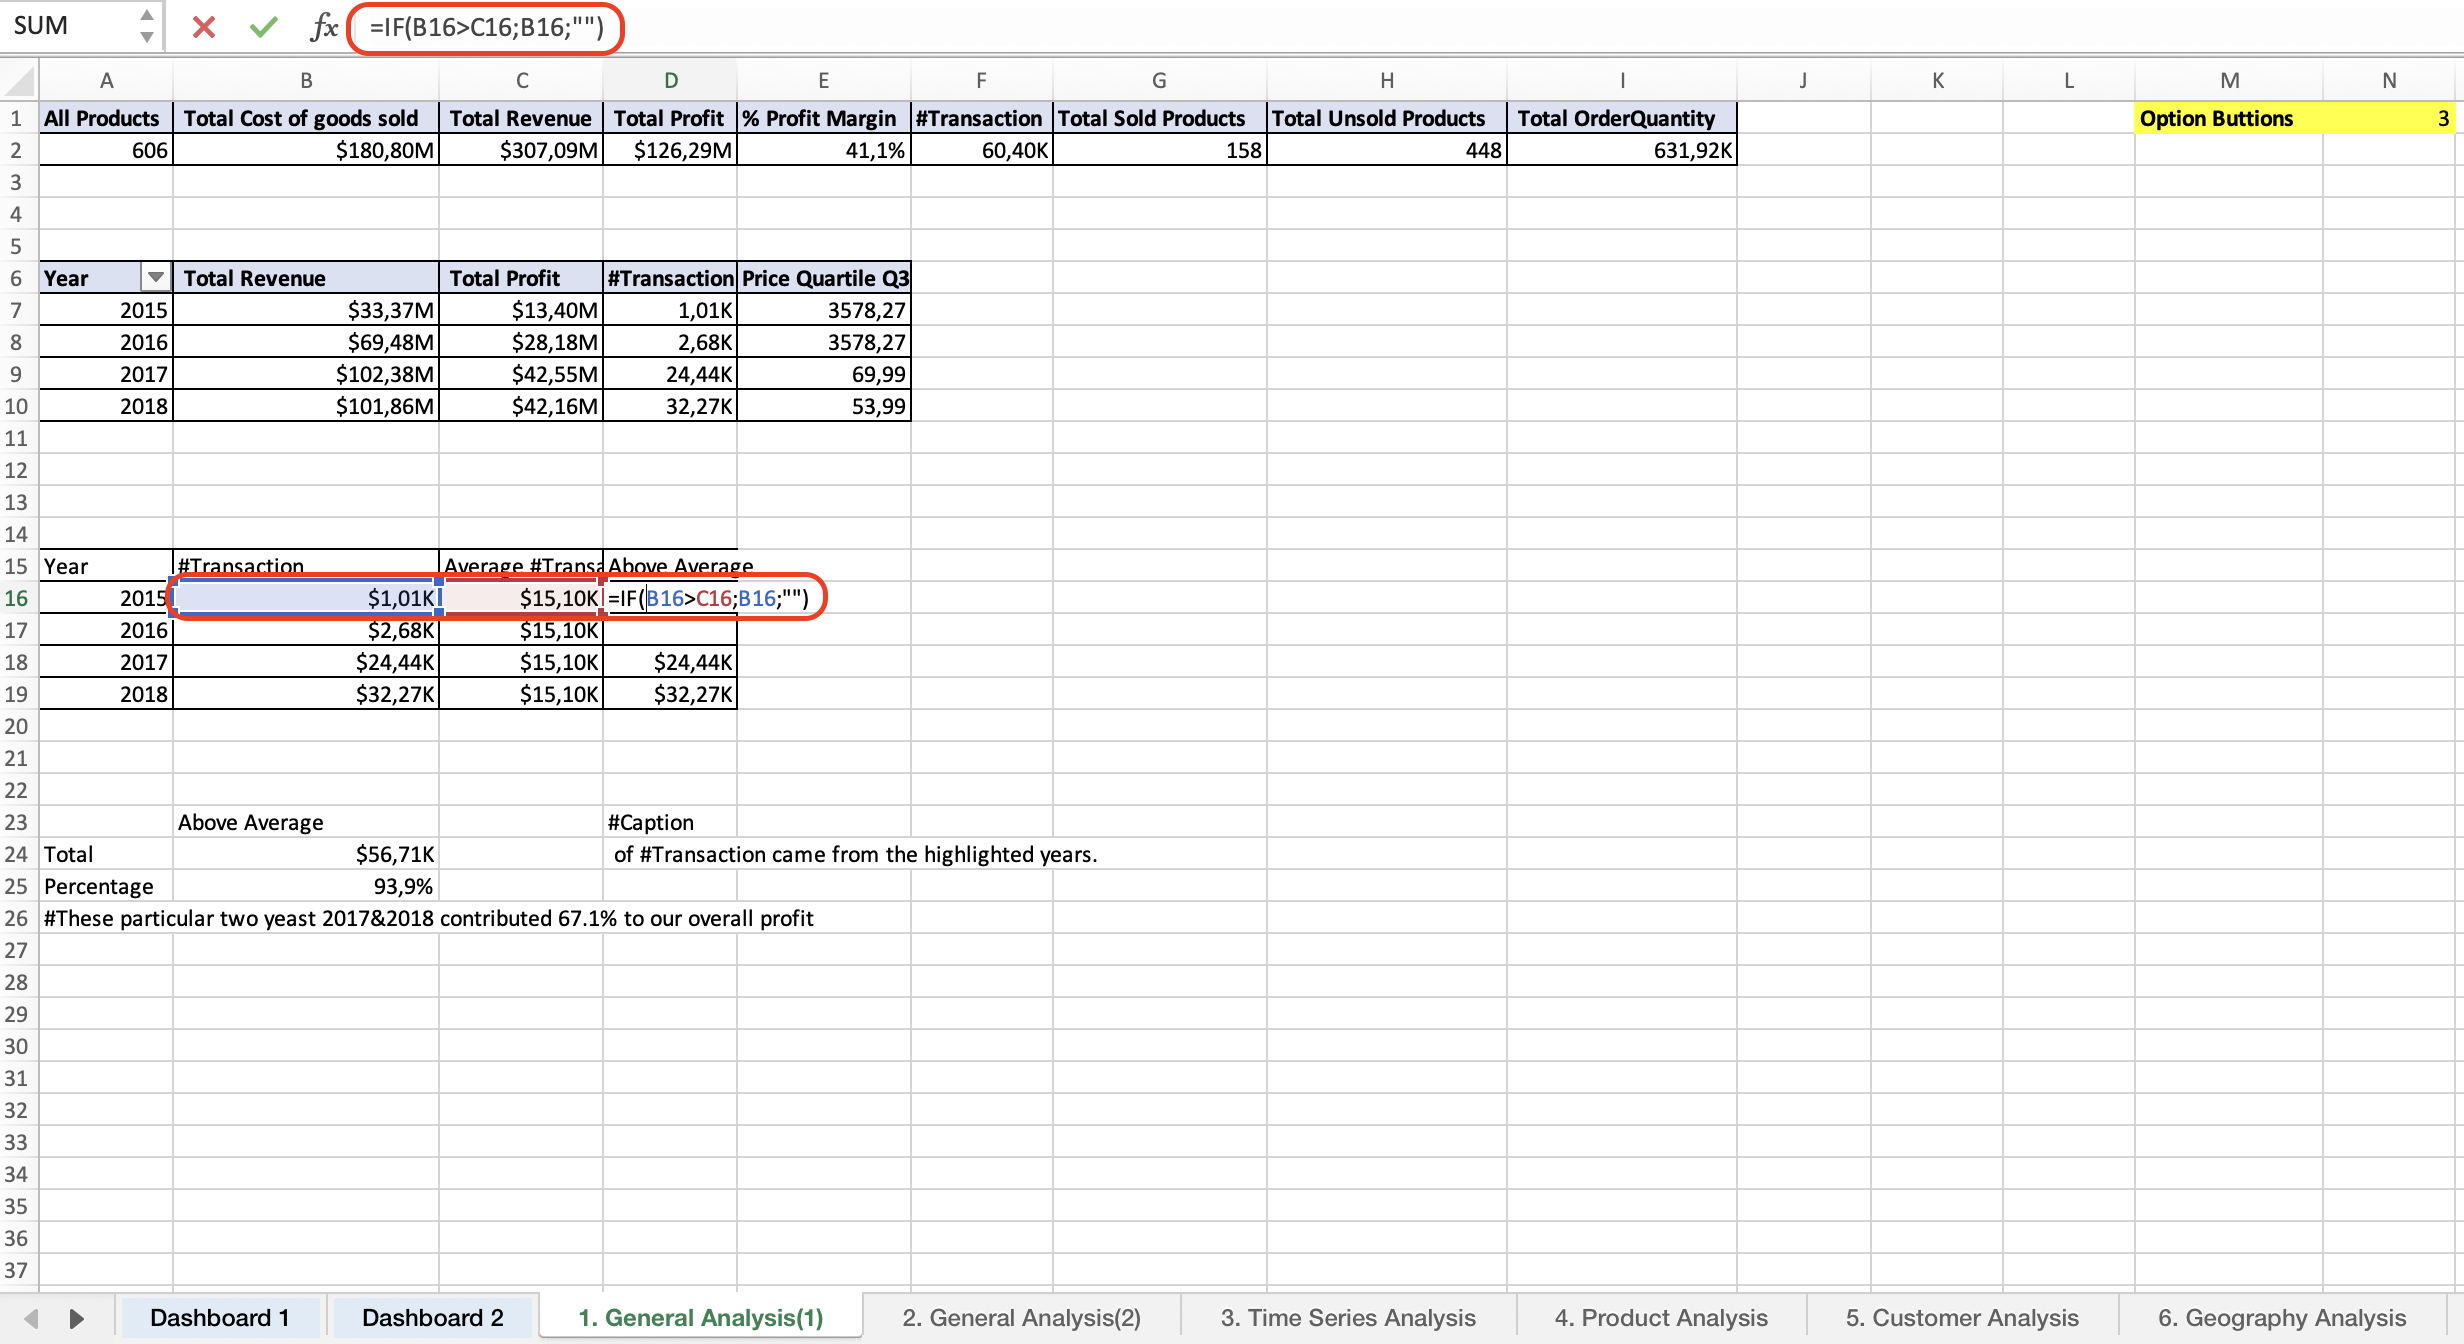 SUM fx =IF(B16>C16;B16;"")
A B C D E F G H I J K L M N
1 All Products Total Cost of goods sold Total Revenue Total Profit % Profit Margin #Transaction Total Sold Products Total Unsold Products Total OrderQuantity Option Buttions 3
2 606 $180,80M $307,09M $126,29M 41,1% 60,40K 158 448 631,92K
3
4
5
6 Year Total Revenue Total Profit #Transaction Price Quartile Q3
7 2015 $33,37M $13,40M 1,01K 3578,27
8 2016 $69,48M $28,18M 2,68K 3578,27
9 2017 $102,38M $42,55M 24,44K 69,99
10 2018 $101,86M $42,16M 32,27K 53,99
11
12
13
14
15 Year #Transaction Average #Transa Above Average
16 2015 $1,01K $15,10K =IF(B16>C16;B16;"")
17 2016 $2,68K $15,10K
18 2017 $24,44K $15,10K $24,44K
19 2018 $32,27K $15,10K $32,27K
20
21
22
23 Above Average #Caption
24 Total $56,71K of #Transaction came from the highlighted years.
25 Percentage 93,9%
26 #These particular two yeast 2017&2018 contributed 67.1% to our overall profit
27
28
29
30
31
32
33
34
35
36
37
Dashboard 1 Dashboard 2 1. General Analysis(1) 2. General Analysis(2) 3. Time Series Analysis 4. Product Analysis 5. Customer Analysis 6. Geography Analysis